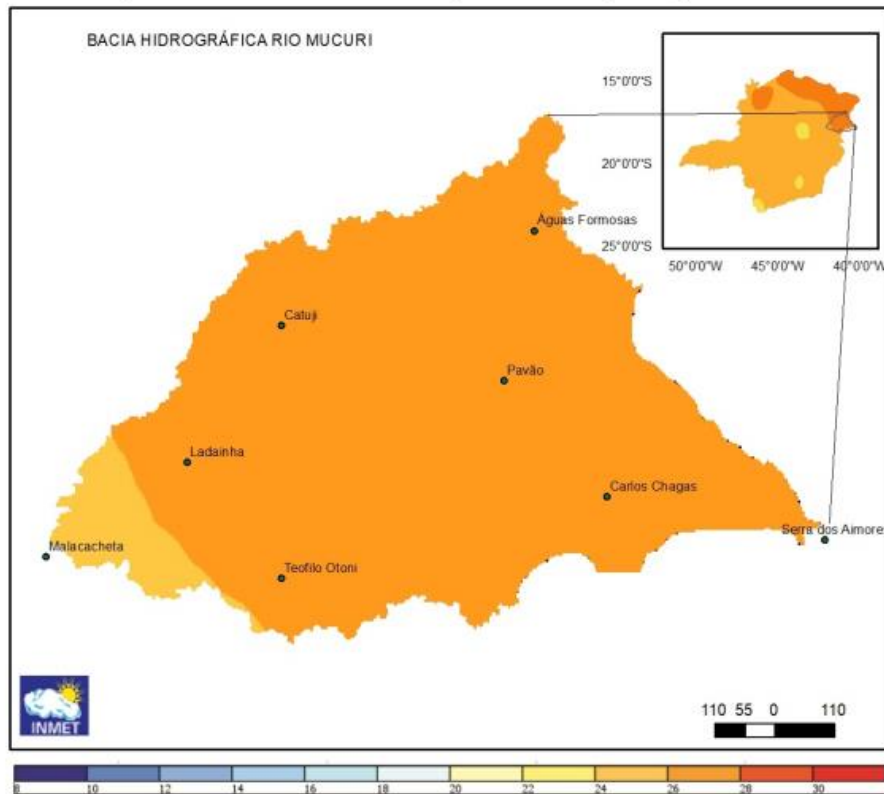 BACIA HIDROGRÁFICA RIO MUCURI
15°0'0"S
20°0'0"S
25°0'0"S
50°0'0"W 45°0'0"W 40°0'0"W
Águas Formosas
Catuji
Pavão
Ladainha
Carlos Chagas
Serra dos Aimore
Malacacheta
Teofilo Otoni
INMET
110 55 0 110
8 10 12 14 16 18 20 22 24 26 28 30